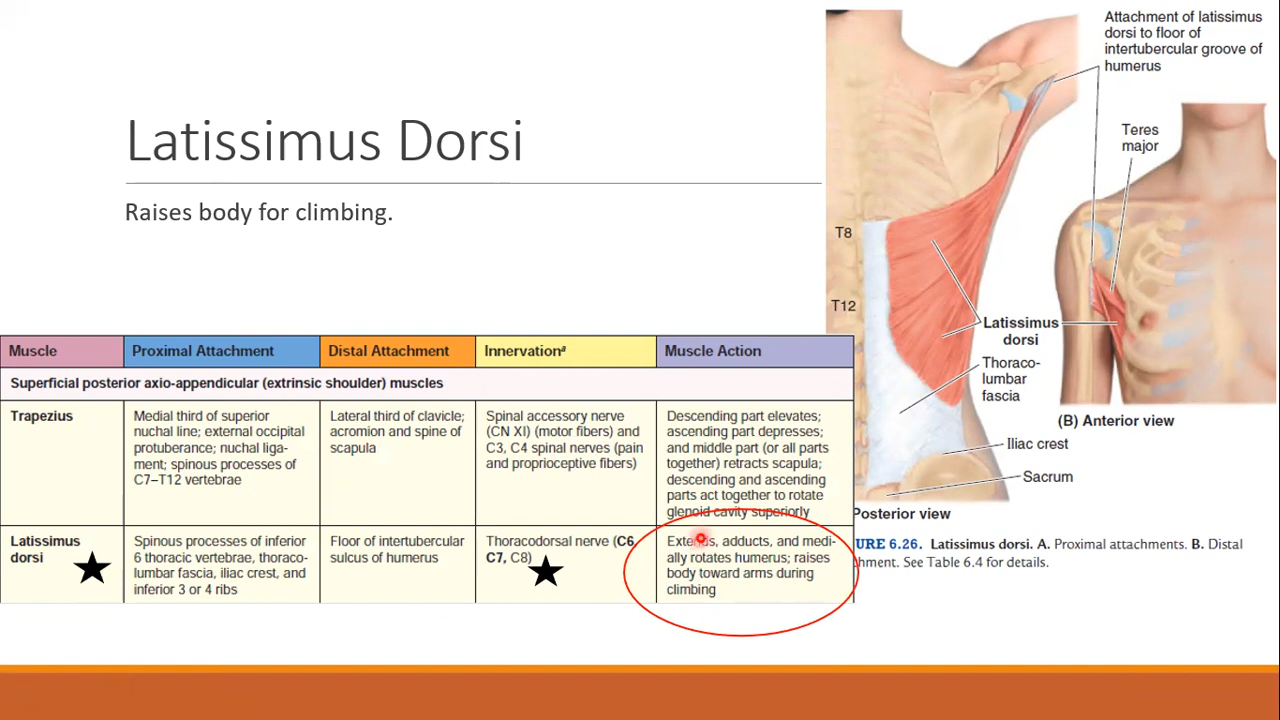 Latissimus Dorsi
Raises body for climbing.
Attachment of latissimus
dorsi to floor of
intertubercular groove of
humerus
Teres
major
T8
T12
Latissimus
dorsi
Thoraco-
lumbar
fascia
(B) Anterior view
Iliac crest
Sacrum
Posterior view
URE 6.26. Latissimus dorsi. A. Proximal attachments. B. Distal
hment. See Table 6.4 for details.
Muscle
Proximal Attachment
Distal Attachment
Innervationª
Muscle Action
Superficial posterior axio-appendicular (extrinsic shoulder) muscles
Trapezius
Medial third of superior
nuchal line; external occipital
protuberance; nuchal liga-
ment; spinous processes of
C7–T12 vertebrae
Lateral third of clavicle;
acromion and spine of
scapula
Spinal accessory nerve
(CN XI) (motor fibers) and
C3, C4 spinal nerves (pain
and proprioceptive fibers)
Descending part elevates;
ascending part depresses;
and middle part (or all parts
together) retracts scapula;
descending and ascending
parts act together to rotate
glenoid cavity superiorly
Latissimus
dorsi
Spinous processes of inferior
6 thoracic vertebrae, thoraco-
lumbar fascia, iliac crest, and
inferior 3 or 4 ribs
Floor of intertubercular
sulcus of humerus
Thoracodorsal nerve (C6,
C7, C8)
Extends, adducts, and medi-
ally rotates humerus; raises
body toward arms during
climbing